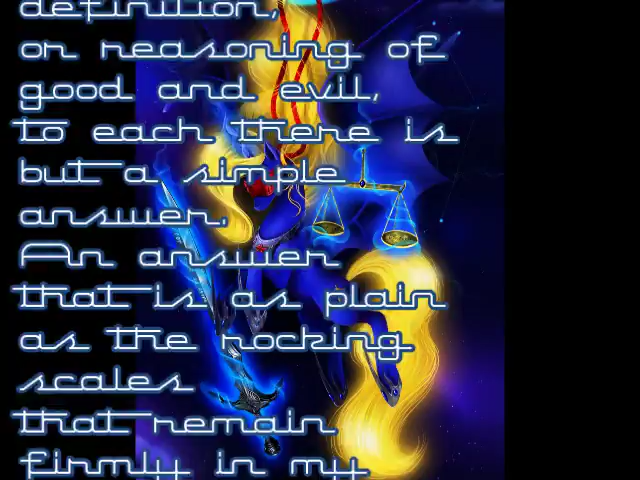 definition,
or reasoning of
good and evil,
to each there is
but a simple
answer.
An answer
that is as plain
as the rocking
scales
that remain
firmly in my